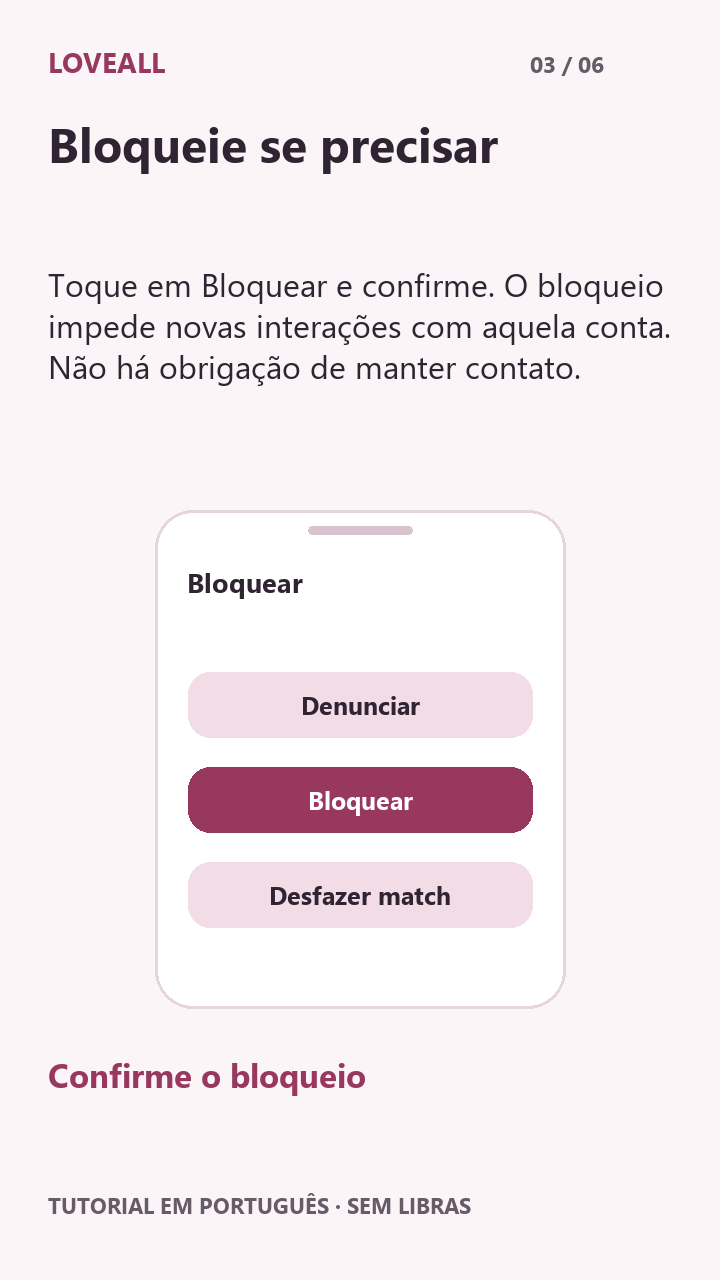 LOVEALL
03 / 06
Bloqueie se precisar
Toque em Bloquear e confirme. O bloqueio
impede novas interações com aquela conta.
Não há obrigação de manter contato.
Bloquear
Denunciar
Bloquear
Desfazer match
Confirme o bloqueio
TUTORIAL EM PORTUGUÊS · SEM LIBRAS